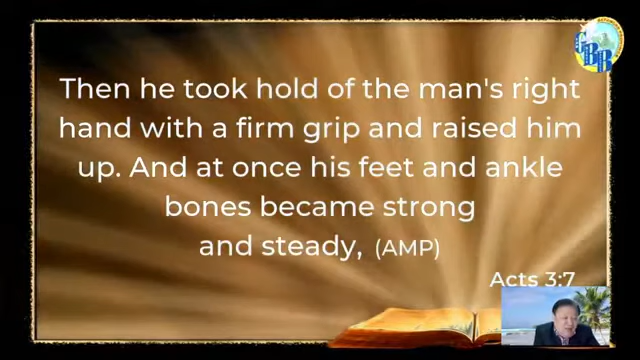 Then he took hold of the man's right
hand with a firm grip and raised him
up. And at once his feet and ankle
bones became strong
and steady, (AMP)
Acts 3:7
GBB